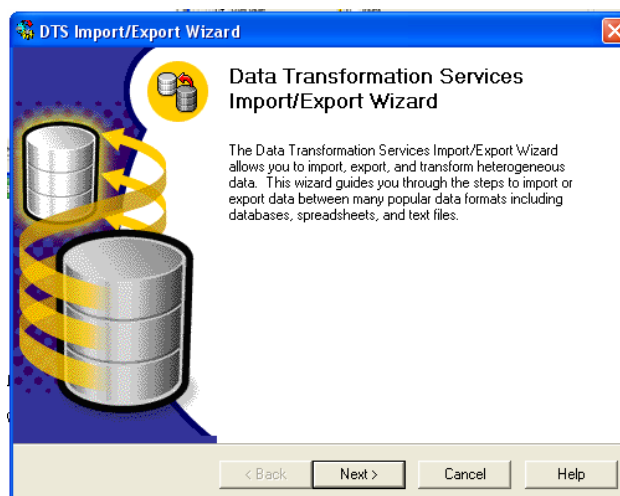 DTS Import/Export Wizard
Data Transformation Services
Import/Export Wizard
The Data Transformation Services Import/Export Wizard
allows you to import, export, and transform heterogeneous
data. This wizard guides you through the steps to import or
export data between many popular data formats including
databases, spreadsheets, and text files.
< Back Next > Cancel Help